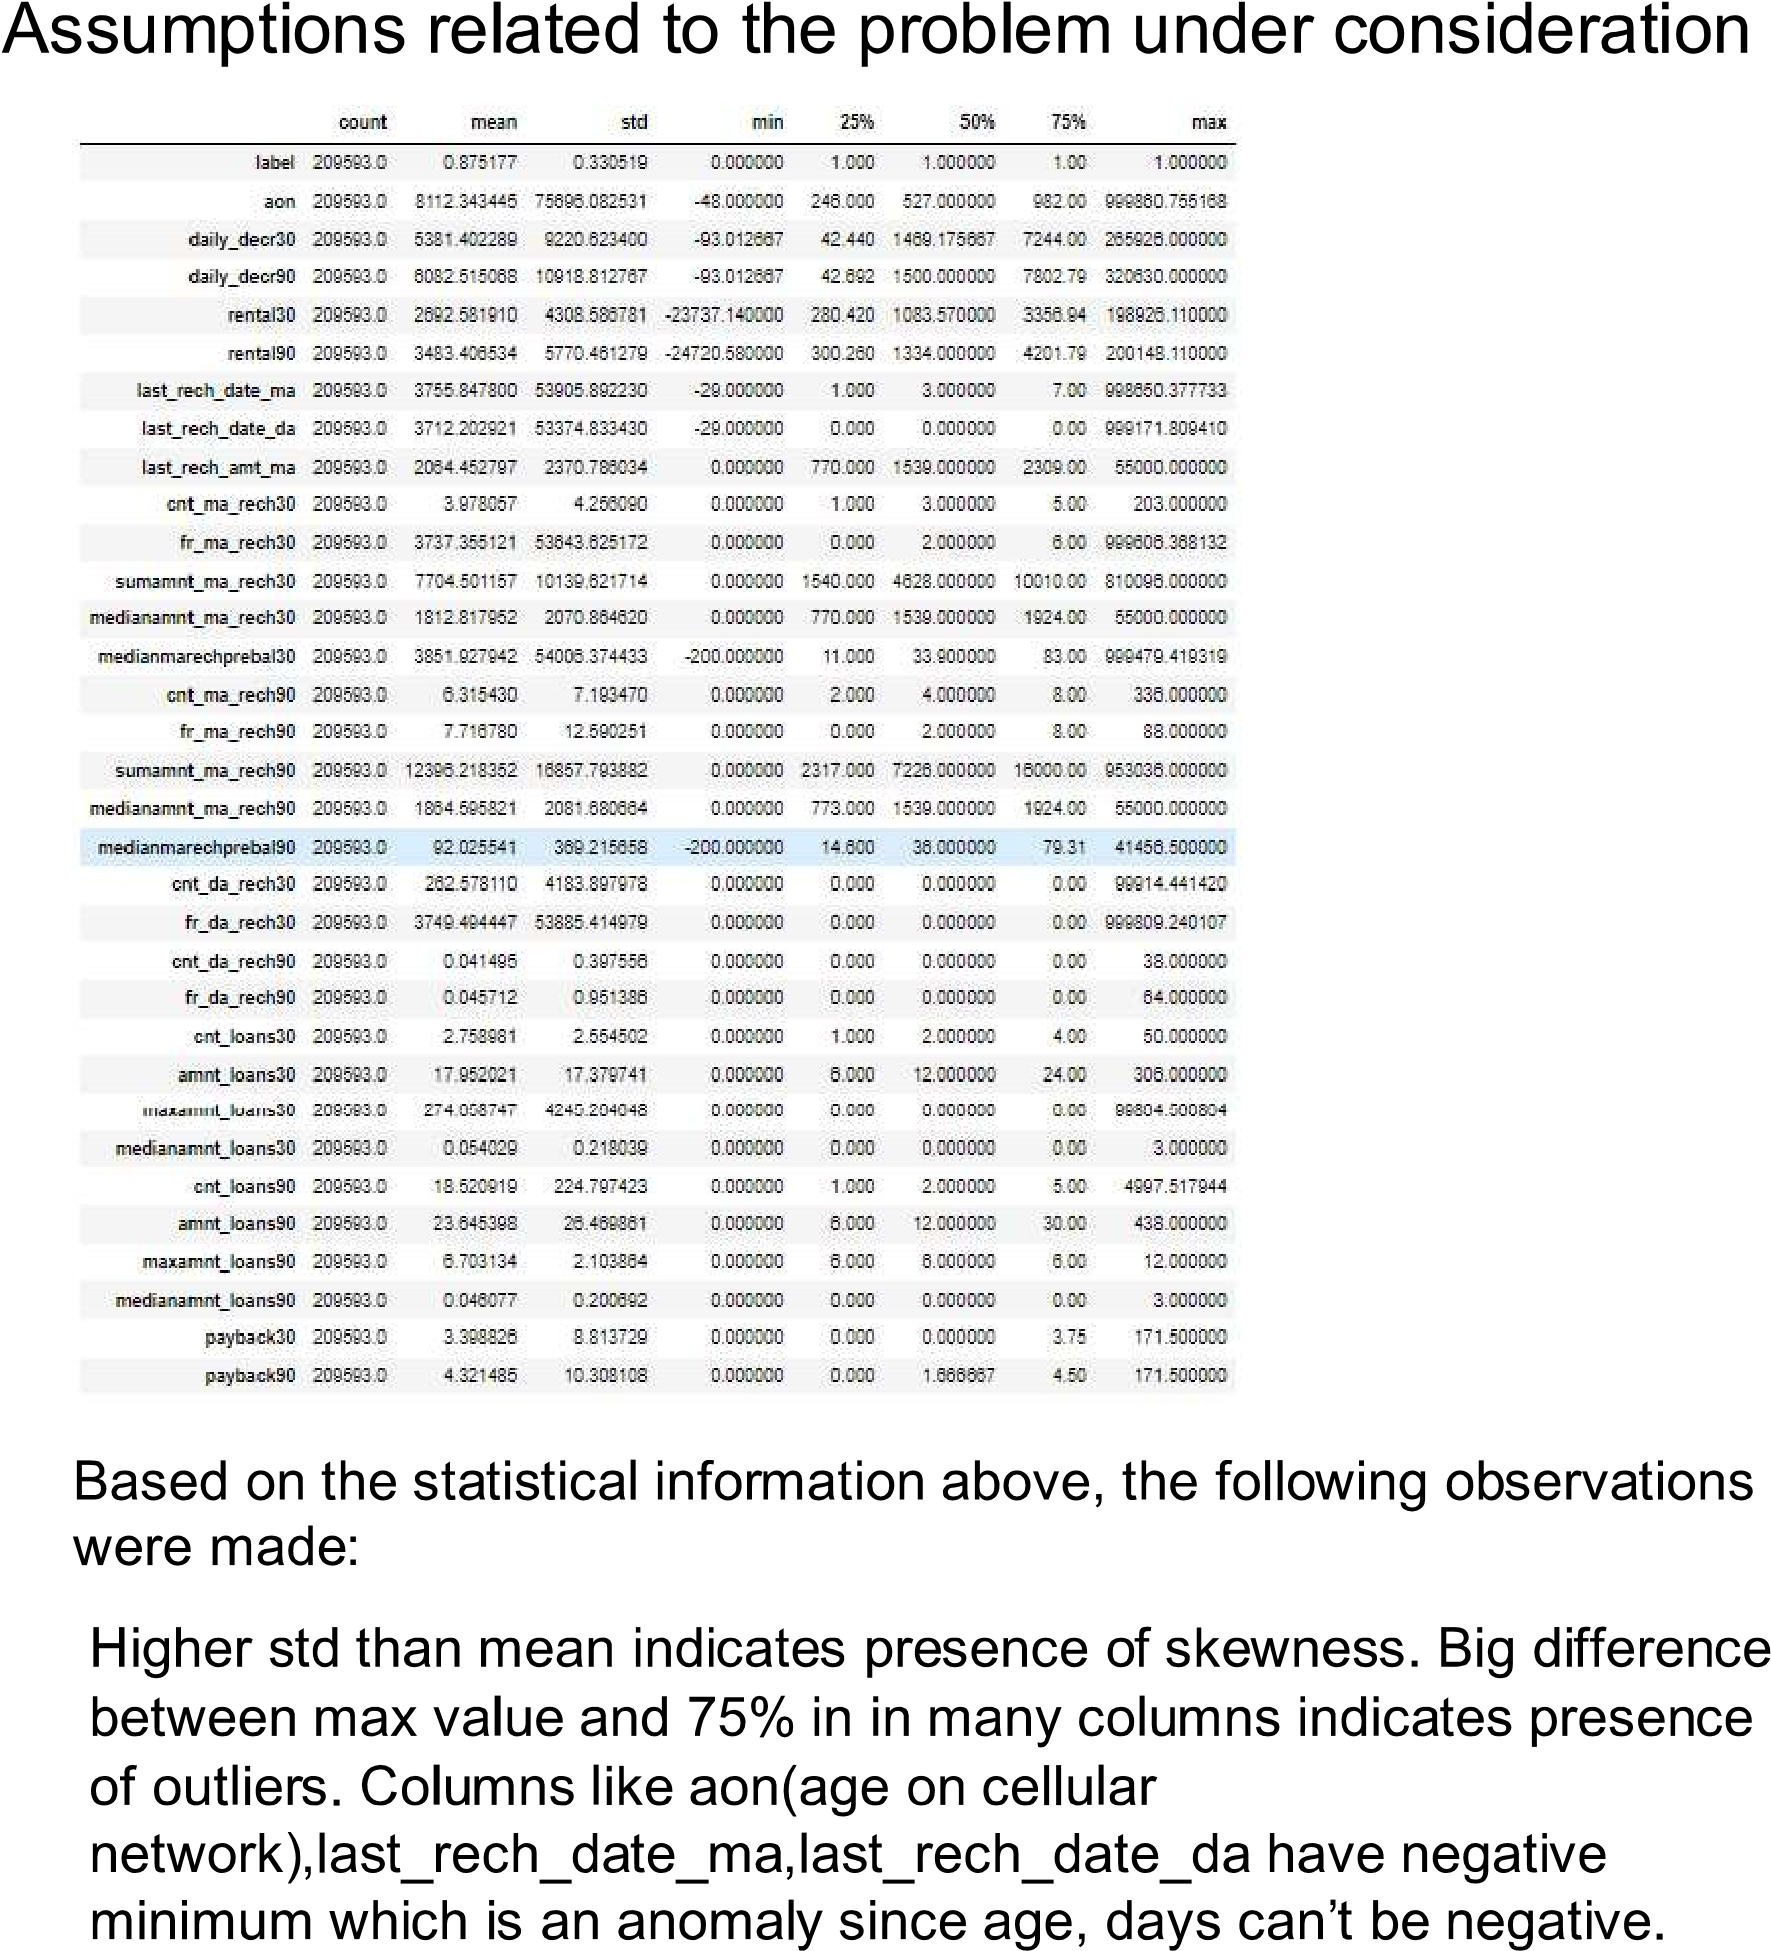 Assumptions related to the problem under consideration
count mean std min 25% 50% 75% max
label 209593.0 0.875177 0.330519 0.000000 1.000 1.000000 1.00 1.000000
aon 209593.0 8112.343445 75696.082531 -48.000000 246.000 527.000000 982.00 999860.755168
daily_decr30 209593.0 5381.402289 9220.623400 -93.012667 42.440 1469.175667 7244.00 265926.000000
daily_decr90 209593.0 6082.515068 10918.812767 -93.012667 42.692 1500.000000 7802.79 320630.000000
rental30 209593.0 2692.581910 4308.586781 -23737.140000 280.420 1083.570000 3356.94 198926.110000
rental90 209593.0 3483.406534 5770.461279 -24720.580000 300.260 1334.000000 4201.79 200148.110000
last_rech_date_ma 209593.0 3755.847800 53905.892230 -29.000000 1.000 3.000000 7.00 998650.377733
last_rech_date_da 209593.0 3712.202921 53374.833430 -29.000000 0.000 0.000000 0.00 999171.809410
last_rech_amt_ma 209593.0 2064.452797 2370.786034 0.000000 770.000 1539.000000 2309.00 55000.000000
cnt_ma_rech30 209593.0 3.978057 4.256090 0.000000 1.000 3.000000 5.00 203.000000
fr_ma_rech30 209593.0 3737.355121 53643.625172 0.000000 0.000 2.000000 6.00 999606.368132
sumamnt_ma_rech30 209593.0 7704.501157 10139.621714 0.000000 1540.000 4628.000000 10010.00 810096.000000
medianamnt_ma_rech30 209593.0 1812.817952 2070.864620 0.000000 770.000 1539.000000 1924.00 55000.000000
medianmarechprebal30 209593.0 3851.927942 54006.374433 -200.000000 11.000 33.900000 83.00 999479.419319
cnt_ma_rech90 209593.0 6.315430 7.193470 0.000000 2.000 4.000000 8.00 336.000000
fr_ma_rech90 209593.0 7.716780 12.590251 0.000000 0.000 2.000000 8.00 88.000000
sumamnt_ma_rech90 209593.0 12396.218352 16857.793882 0.000000 2317.000 7226.000000 16000.00 953036.000000
medianamnt_ma_rech90 209593.0 1864.595821 2081.680664 0.000000 773.000 1539.000000 1924.00 55000.000000
medianmarechprebal90 209593.0 92.025541 369.215658 -200.000000 14.600 36.000000 79.31 41456.500000
cnt_da_rech30 209593.0 262.578110 4183.897978 0.000000 0.000 0.000000 0.00 99914.441420
fr_da_rech30 209593.0 3749.494447 53885.414979 0.000000 0.000 0.000000 0.00 999809.240107
cnt_da_rech90 209593.0 0.041495 0.397556 0.000000 0.000 0.000000 0.00 38.000000
fr_da_rech90 209593.0 0.045712 0.951386 0.000000 0.000 0.000000 0.00 64.000000
cnt_loans30 209593.0 2.758981 2.554502 0.000000 1.000 2.000000 4.00 50.000000
amnt_loans30 209593.0 17.952021 17.379741 0.000000 6.000 12.000000 24.00 306.000000
maxamnt_loans30 209593.0 274.658747 4245.264648 0.000000 0.000 0.000000 0.00 99864.560864
medianamnt_loans30 209593.0 0.054029 0.218039 0.000000 0.000 0.000000 0.00 3.000000
cnt_loans90 209593.0 18.520919 224.797423 0.000000 1.000 2.000000 5.00 4997.517944
amnt_loans90 209593.0 23.645398 26.469861 0.000000 6.000 12.000000 30.00 438.000000
maxamnt_loans90 209593.0 6.703134 2.103864 0.000000 6.000 6.000000 6.00 12.000000
medianamnt_loans90 209593.0 0.046077 0.200692 0.000000 0.000 0.000000 0.00 3.000000
payback30 209593.0 3.398826 8.813729 0.000000 0.000 0.000000 3.75 171.500000
payback90 209593.0 4.321485 10.308108 0.000000 0.000 1.666667 4.50 171.500000
Based on the statistical information above, the following observations
were made:
Higher std than mean indicates presence of skewness. Big difference
between max value and 75% in in many columns indicates presence
of outliers. Columns like aon(age on cellular
network),last_rech_date_ma,last_rech_date_da have negative
minimum which is an anomaly since age, days can’t be negative.